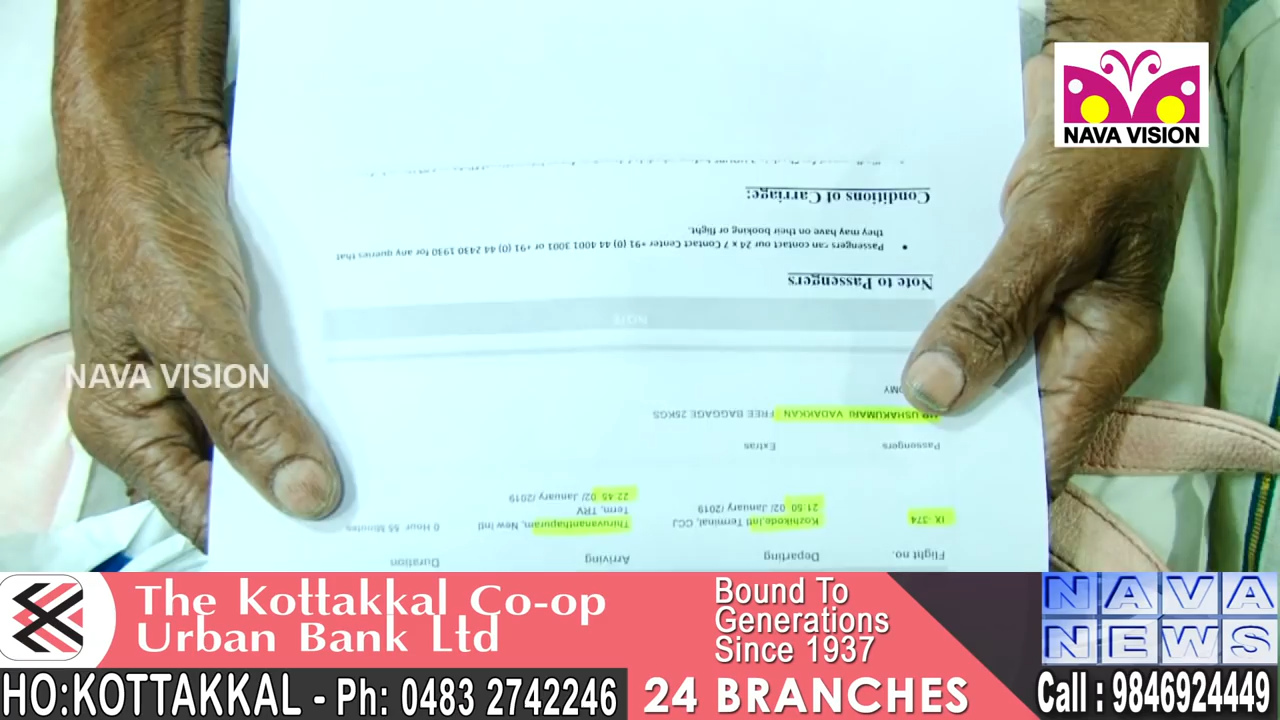 NAVA VISION
Conditions of Carriage:
they may have on their booking or flight.
• Passengers can contact our 24 x 7 Contact Center +91 (0) 44 4001 3001 or +91 (0) 44 2430 1930 for any queries that
Note to Passengers
NOTE
NAVA VISION
OMY
MR USHAKUMARI VADAKKAN FREE BAGGAGE 25KGS
Passengers Extras
22 45 02/ January /2019
21 50 02/ January /2019
Term, TRV
IX -374 Kozhikode,Intl Terminal, CCJ Thiruvananthapuram, New Intl 0 Hour 55 Minutes
Flight no. Departing Arriving Duration
The Kottakkal Co-op
Urban Bank Ltd
Bound To
Generations
Since 1937
NAVA
NEWS
HO:KOTTAKKAL - Ph: 0483 2742246
24 BRANCHES
Call : 9846924449